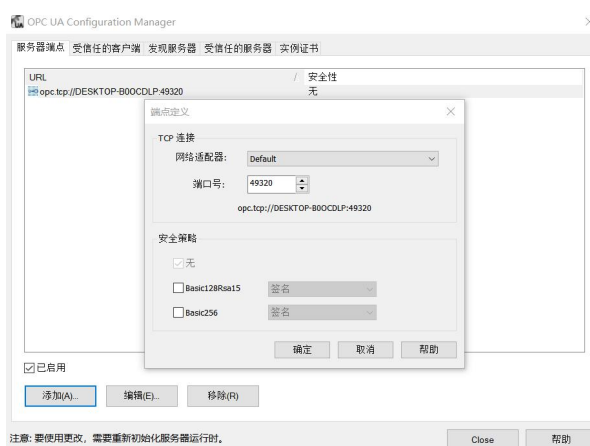 OPC UA Configuration Manager
服务器端点 受信任的客户端 发现服务器 受信任的服务器 实例证书
URL / 安全性
opc.tcp://DESKTOP-B0OCDLP:49320 无
端点定义
TCP 连接
网络适配器: Default
端口号: 49320
opc.tcp://DESKTOP-B0OCDLP:49320
安全策略
无
Basic128Rsa15 签名
Basic256 签名
确定 取消 帮助
已启用
添加(A)... 编辑(E)... 移除(R)
注意: 要使用更改，需要重新初始化服务器运行时。 Close 帮助